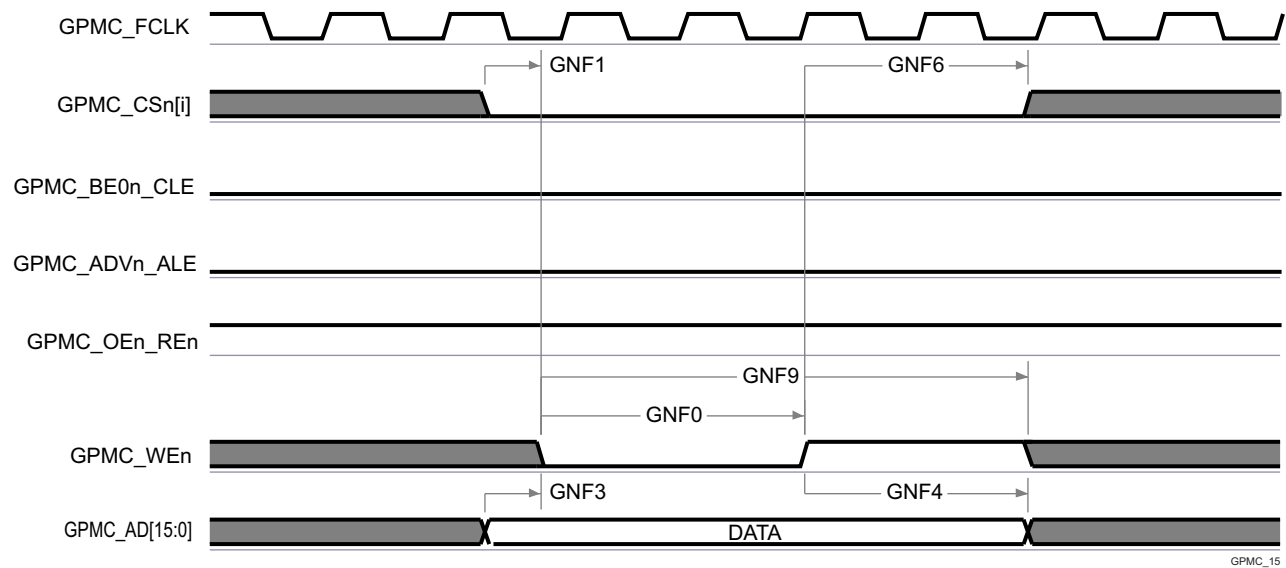 GPMC_FCLK
GNF1
GNF6
GPMC_CSn[i]
GPMC_BE0n_CLE
GPMC_ADVn_ALE
GPMC_OEn_REn
GNF9
GNF0
GPMC_WEn
GNF3
GNF4
GPMC_AD[15:0]
DATA
GPMC_15